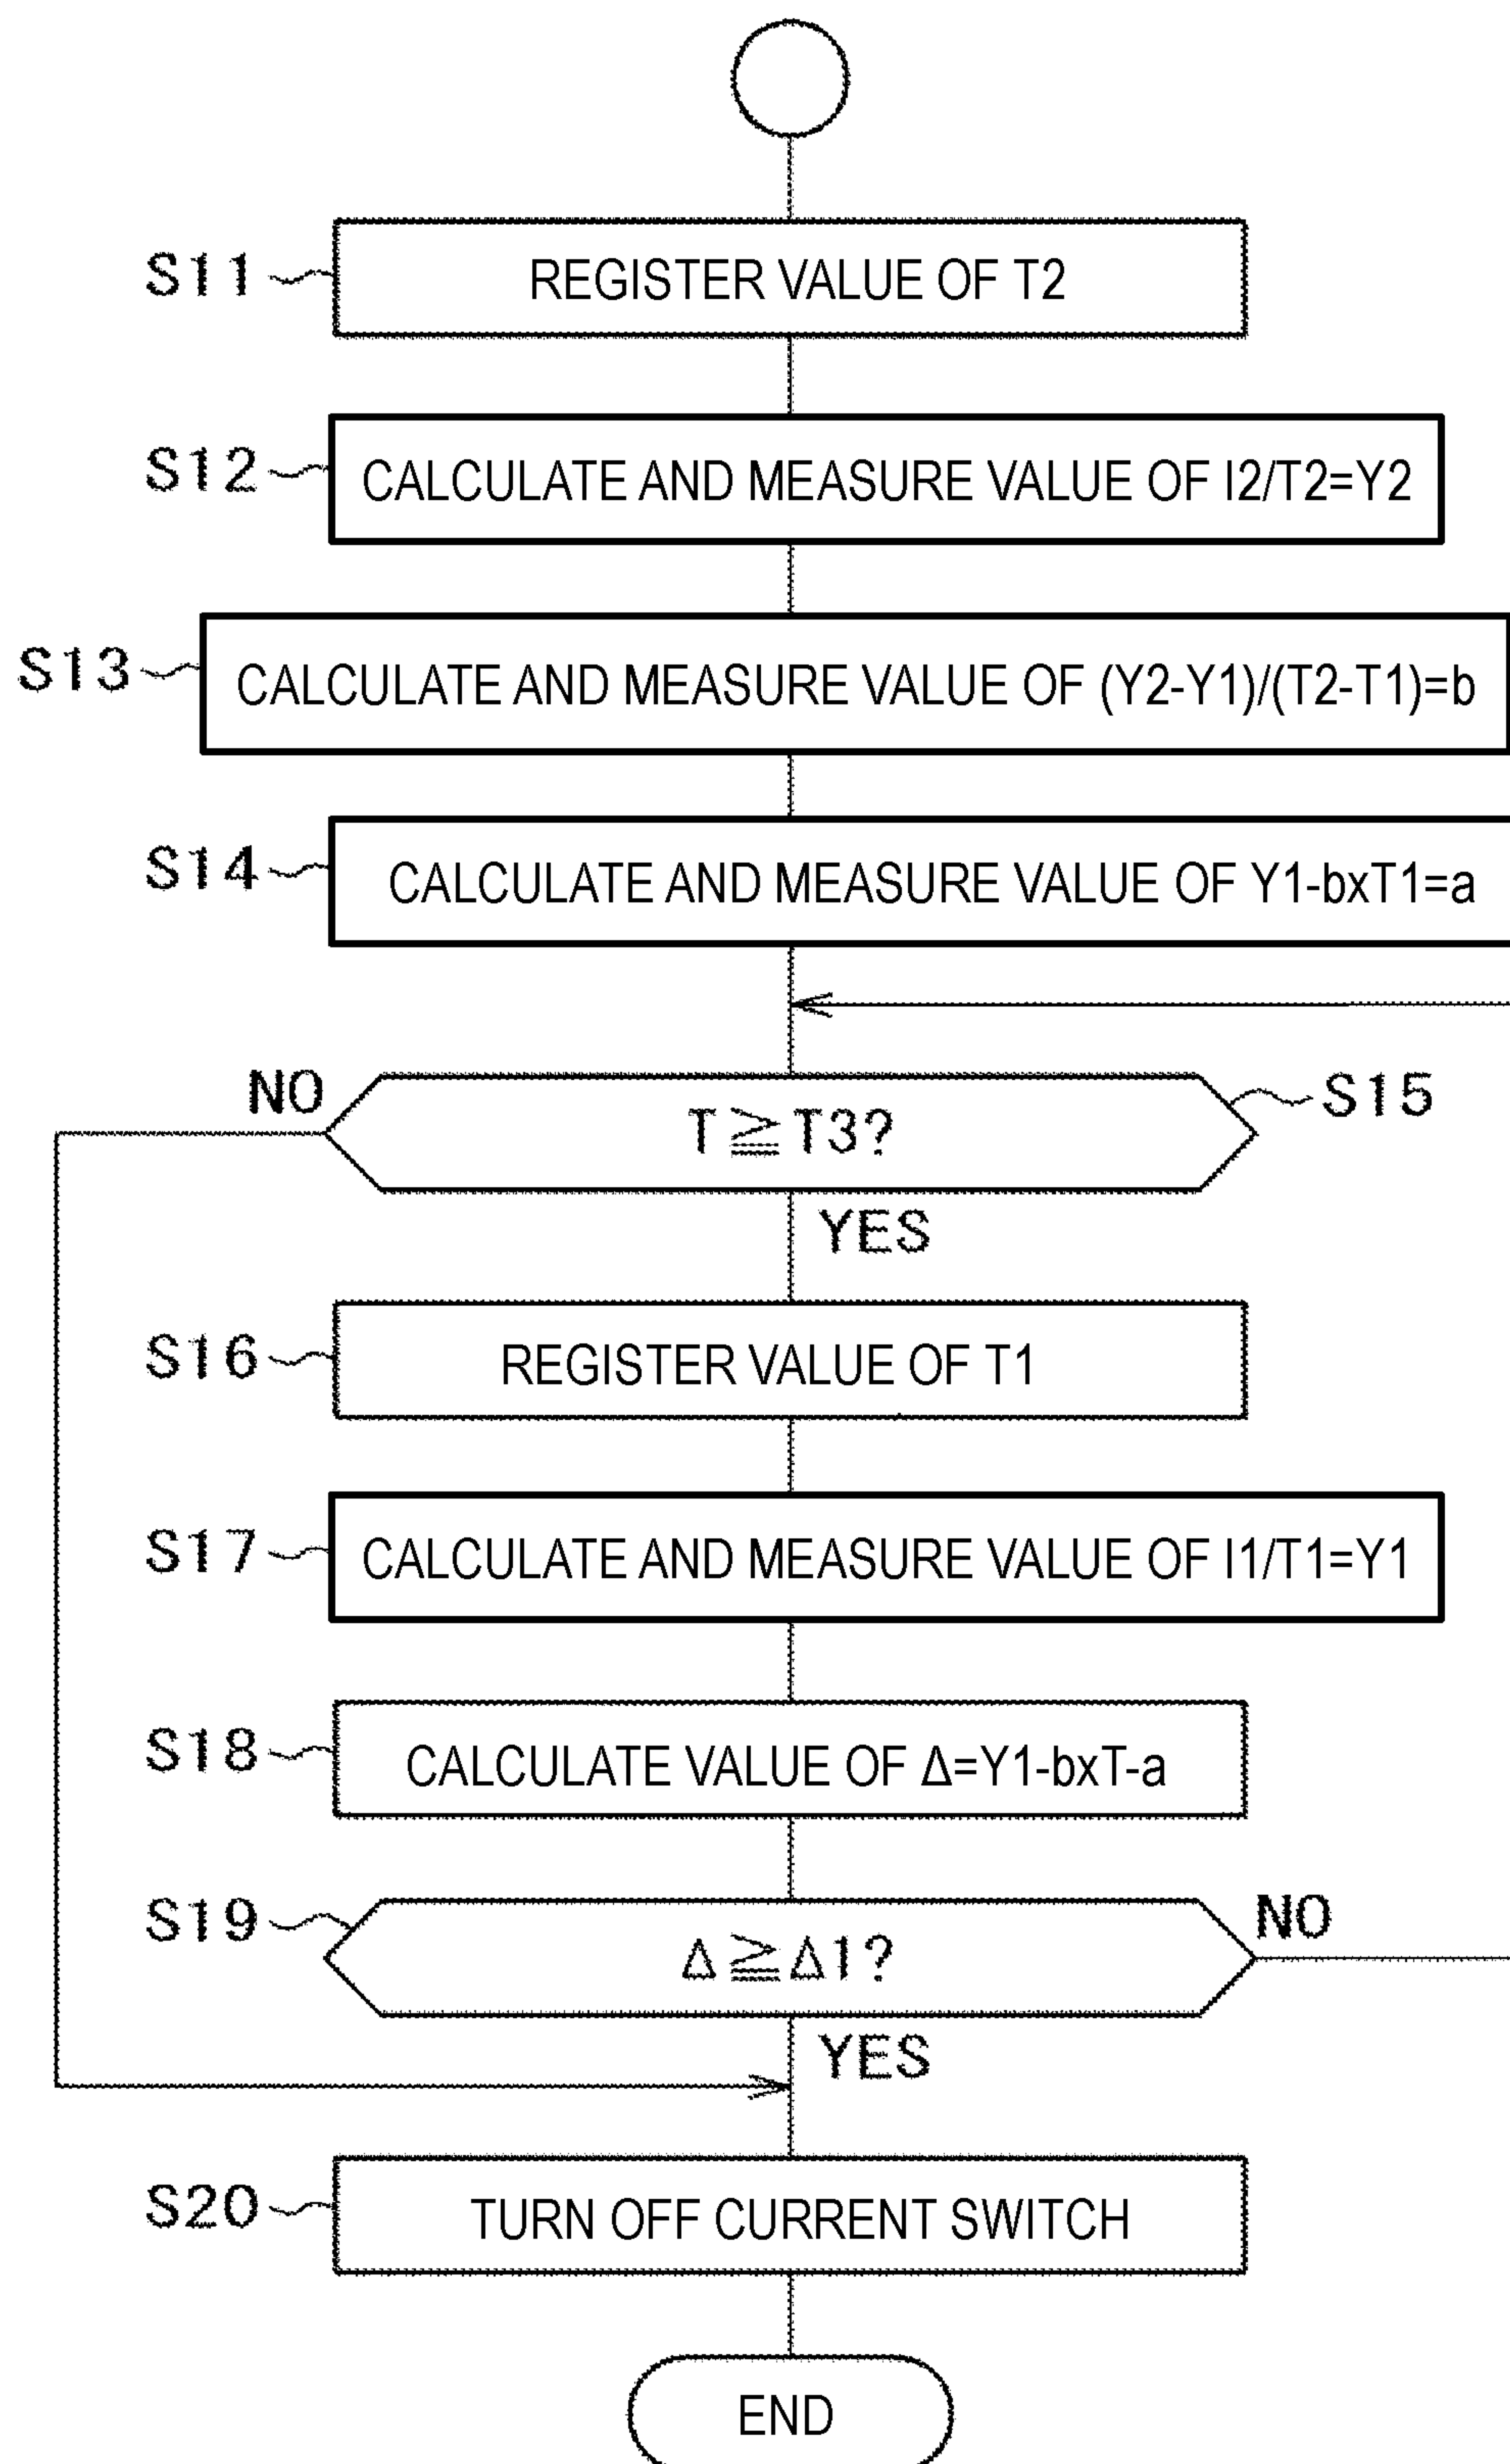 S11 REGISTER VALUE OF T2
S12 CALCULATE AND MEASURE VALUE OF I2/T2=Y2
S13 CALCULATE AND MEASURE VALUE OF (Y2-Y1)/(T2-T1)=b
S14 CALCULATE AND MEASURE VALUE OF Y1-bxT1=a
NO T≧T3? S15
YES
S16 REGISTER VALUE OF T1
S17 CALCULATE AND MEASURE VALUE OF I1/T1=Y1
S18 CALCULATE VALUE OF Δ=Y1-bxT-a
S19 Δ≧Δ1? NO
YES
S20 TURN OFF CURRENT SWITCH
END